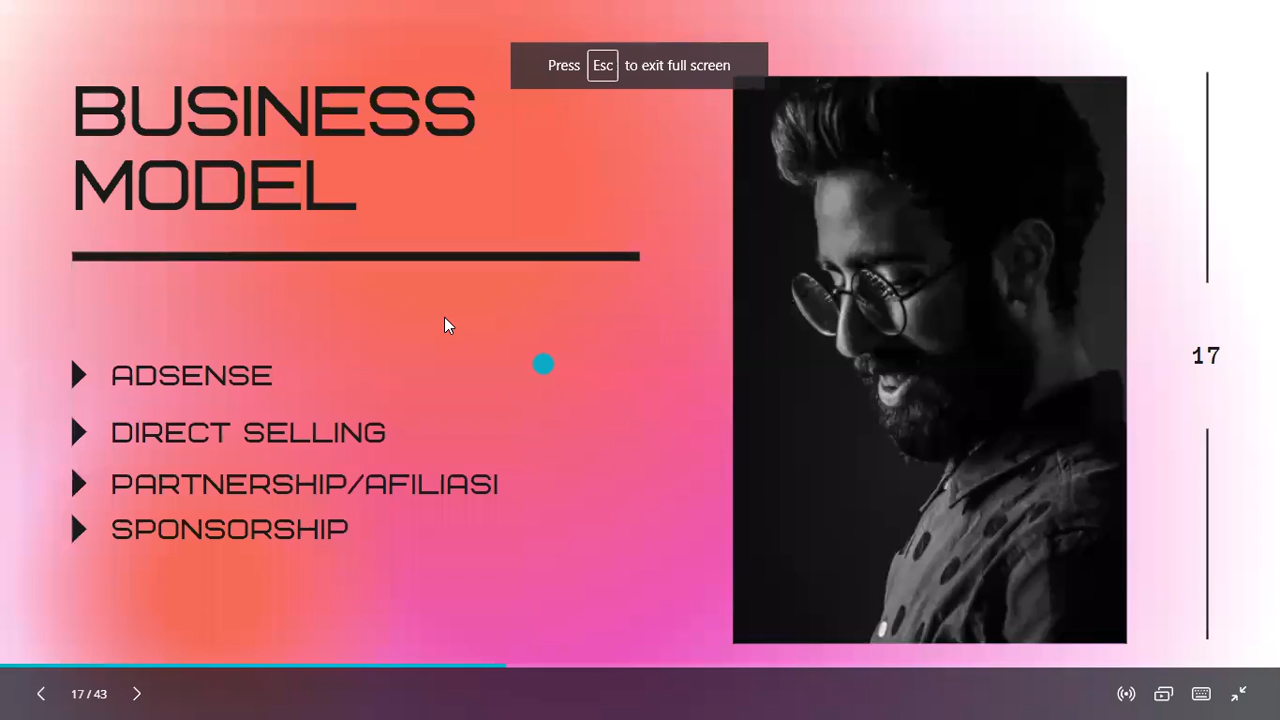 Press Esc to exit full screen
BUSINESS
MODEL
17
ADSENSE
DIRECT SELLING
PARTNERSHIP/AFILIASI
SPONSORSHIP
17 / 43